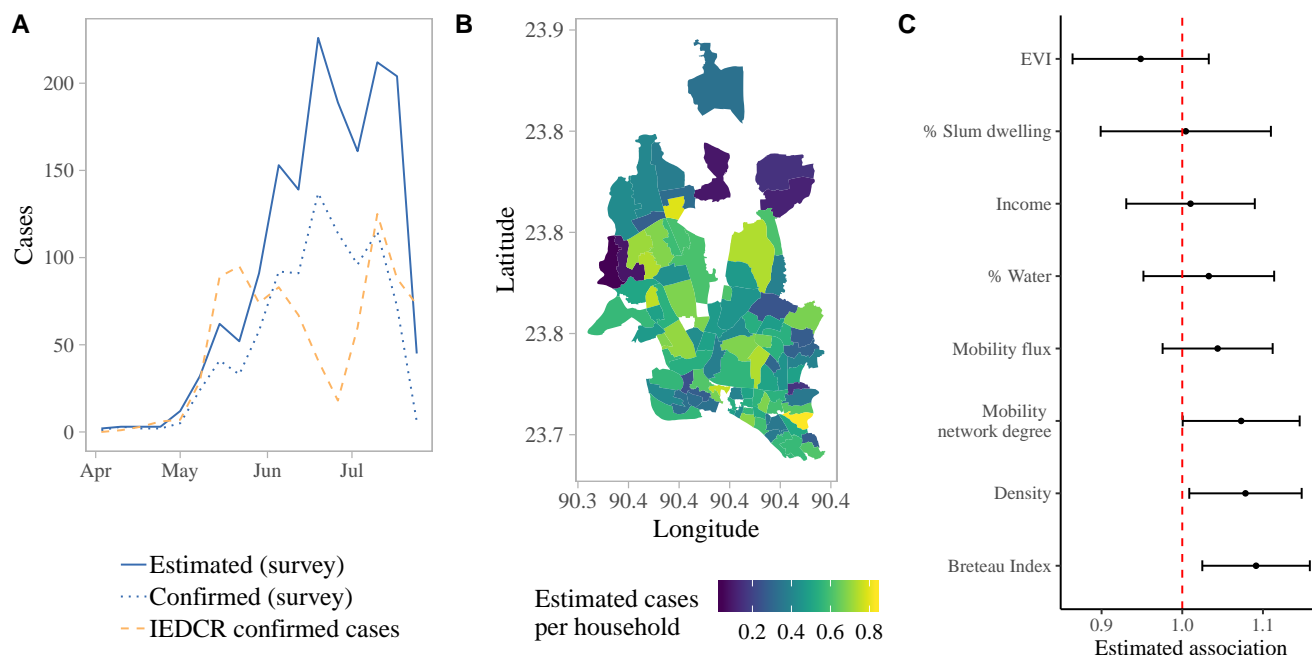 A
Cases
200
150
100
50
0
Apr
May
Jun
Jul
Estimated (survey)
Confirmed (survey)
IEDCR confirmed cases
B
Latitude
23.9
23.8
23.8
23.8
23.7
90.3 90.4 90.4 90.4 90.4 90.4
Longitude
Estimated cases
per household
0.2 0.4 0.6 0.8
C
EVI
% Slum dwelling
Income
% Water
Mobility flux
Mobility
network degree
Density
Breteau Index
0.9 1.0 1.1
Estimated association